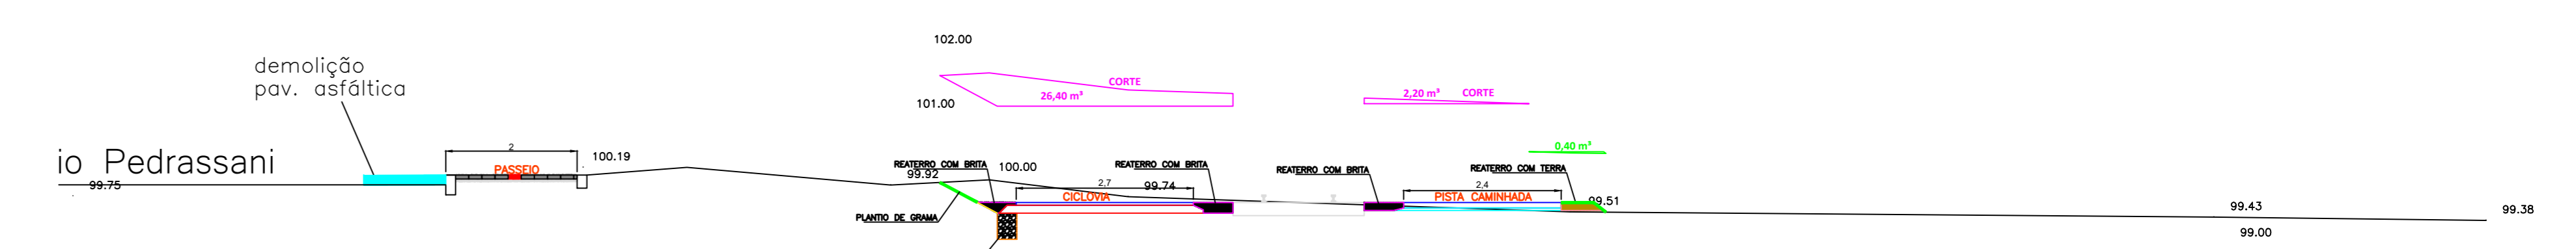 102.00
demolição
pav. asfáltica
CORTE
26,40 m³
101.00
2,20 m³ CORTE
io Pedrassani
99.75
2
PASSEIO
100.19
0,40 m³
REATERRO COM BRITA
100.00
99.92
REATERRO COM BRITA
REATERRO COM BRITA
REATERRO COM TERRA
2,7
99.74
CICLOVIA
2,4
PISTA CAMINHADA
99.51
PLANTIO DE GRAMA
99.43
99.38
99.00